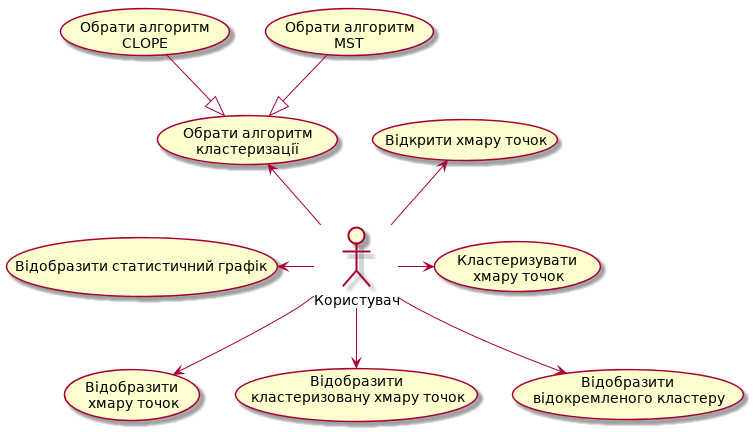 Обрати алгоритм
CLOPE
Обрати алгоритм
MST
Обрати алгоритм
кластеризації
Відкрити хмару точок
Відобразити статистичний графік
Кластеризувати
хмару точок
Користувач
Відобразити
хмару точок
Відобразити
кластеризовану хмару точок
Відобразити
відокремленого кластеру